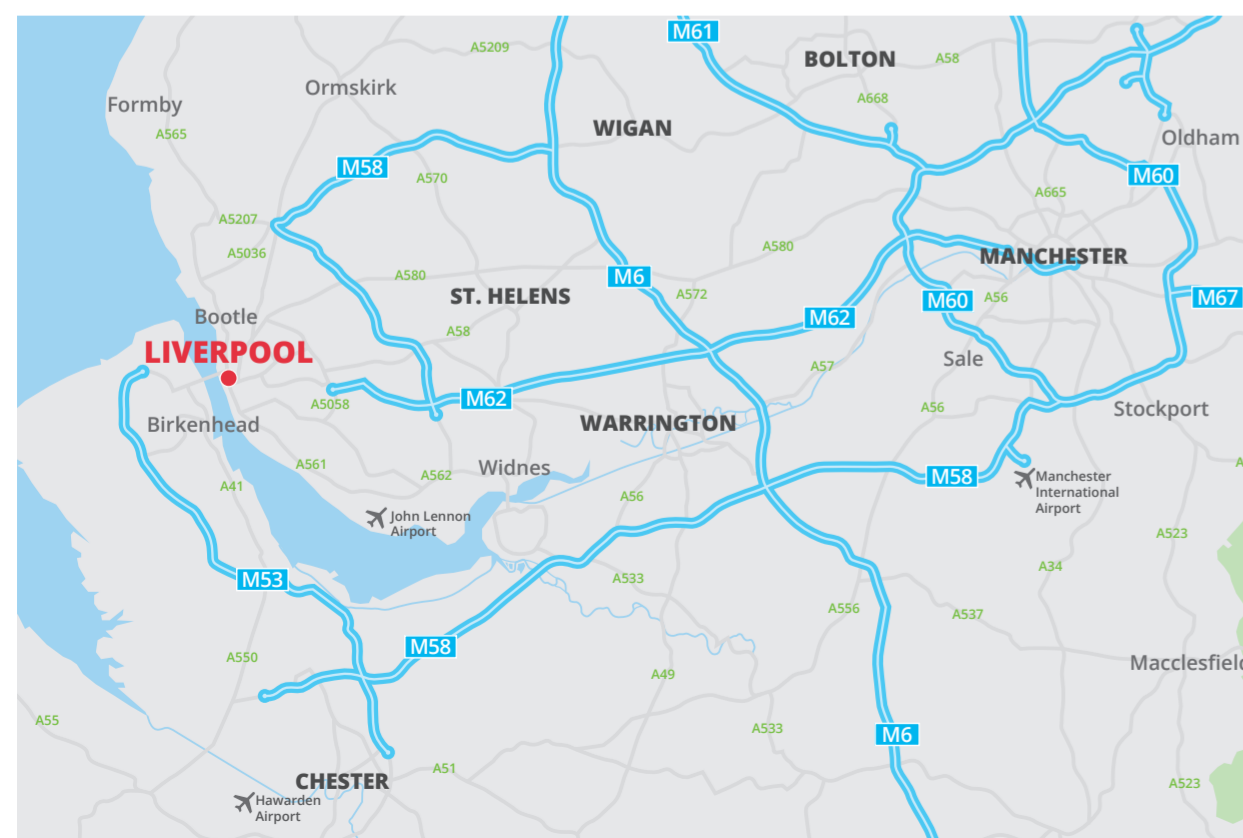 M61
A5209
BOLTON
A58
Ormskirk
Formby
A668
A565
WIGAN
Oldham
M58
A570
M60
A665
A5207
A5036
A580
MANCHESTER
A580
M6
ST. HELENS
A572
M60
A56
M67
Bootle
M62
A58
LIVERPOOL
Sale
A57
M62
A5058
A56
Stockport
Birkenhead
WARRINGTON
A561
Widnes
A562
M58
Manchester
International
Airport
A41
A56
John Lennon
Airport
A523
A34
M53
A533
A556
A537
M58
A550
Macclesfield
A49
A55
A533
M6
A51
CHESTER
A523
Hawarden
Airport